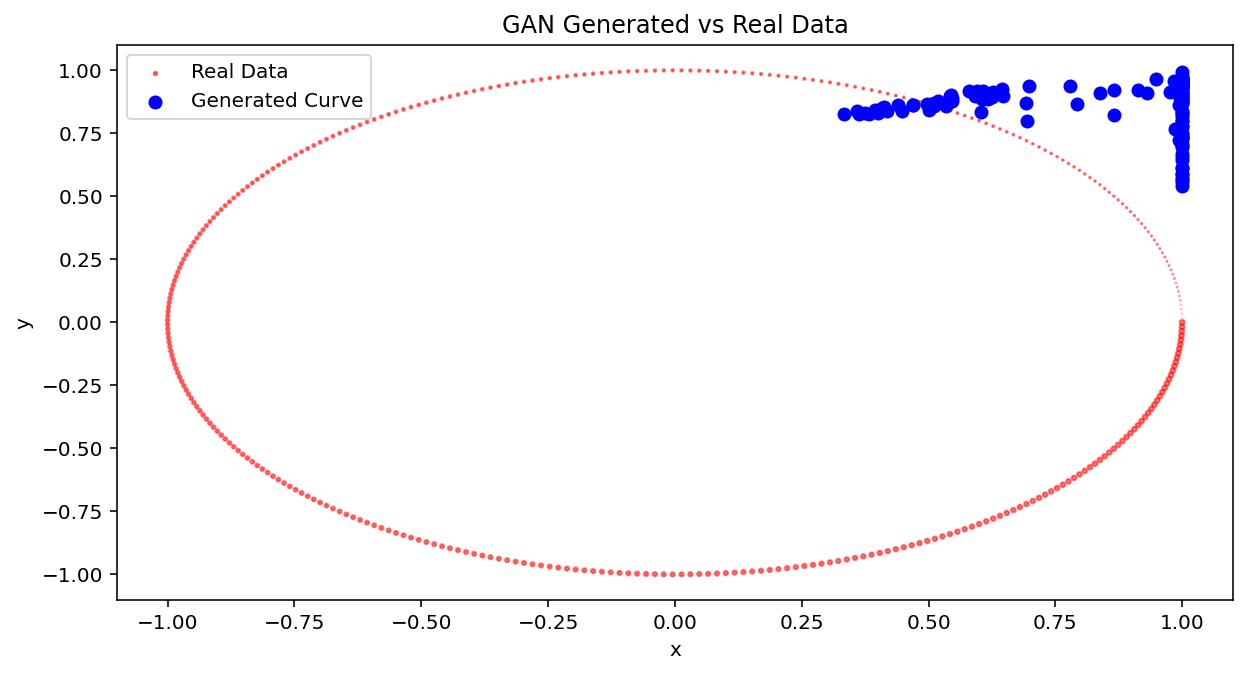 GAN Generated vs Real Data
Real Data
Generated Curve
1.00
0.75
0.50
0.25
0.00
−0.25
−0.50
−0.75
−1.00
y
−1.00 −0.75 −0.50 −0.25 0.00 0.25 0.50 0.75 1.00
x